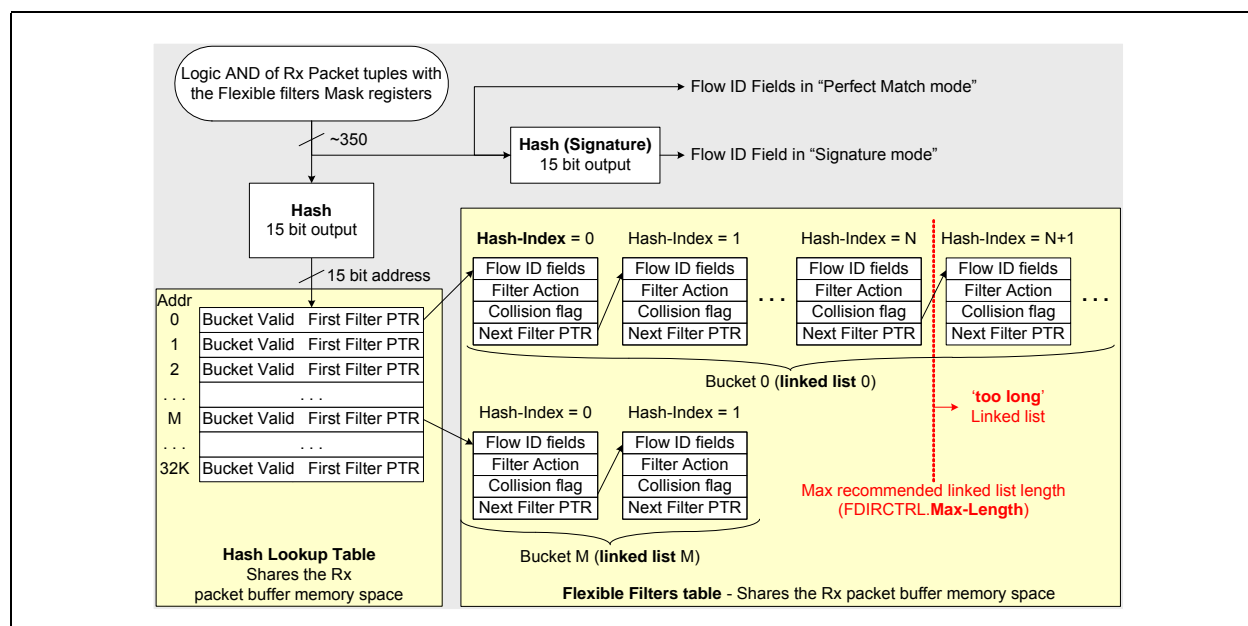 Logic AND of Rx Packet tuples with
the Flexible filters Mask registers
~350
Flow ID Fields in “Perfect Match mode”
Hash (Signature)
15 bit output
Flow ID Field in “Signature mode”
Hash
15 bit output
15 bit address
Addr
0 Bucket Valid First Filter PTR
1 Bucket Valid First Filter PTR
2 Bucket Valid First Filter PTR
. . . . . .
M Bucket Valid First Filter PTR
. . . . . .
32K Bucket Valid First Filter PTR
Hash Lookup Table
Shares the Rx
packet buffer memory space
Hash-Index = 0
Flow ID fields
Filter Action
Collision flag
Next Filter PTR
Hash-Index = 1
Flow ID fields
Filter Action
Collision flag
Next Filter PTR
. . .
Hash-Index = N
Flow ID fields
Filter Action
Collision flag
Next Filter PTR
Hash-Index = N+1
Flow ID fields
Filter Action
Collision flag
Next Filter PTR
. . .
Bucket 0 (linked list 0)
‘too long’
Linked list
Hash-Index = 0
Flow ID fields
Filter Action
Collision flag
Next Filter PTR
Hash-Index = 1
Flow ID fields
Filter Action
Collision flag
Next Filter PTR
Bucket M (linked list M)
Max recommended linked list length
(FDIRCTRL.Max-Length)
Flexible Filters table - Shares the Rx packet buffer memory space